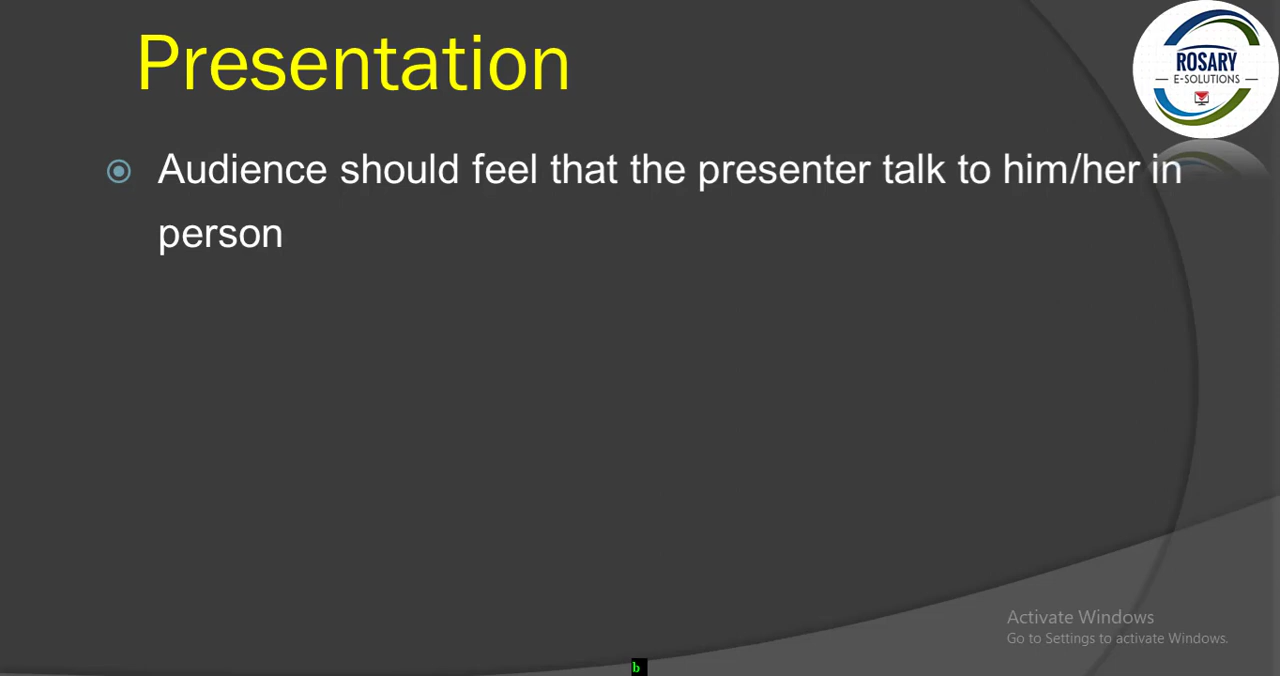 Presentation
ROSARY
E-SOLUTIONS
Audience should feel that the presenter talk to him/her in
person
Activate Windows
Go to Settings to activate Windows.
b